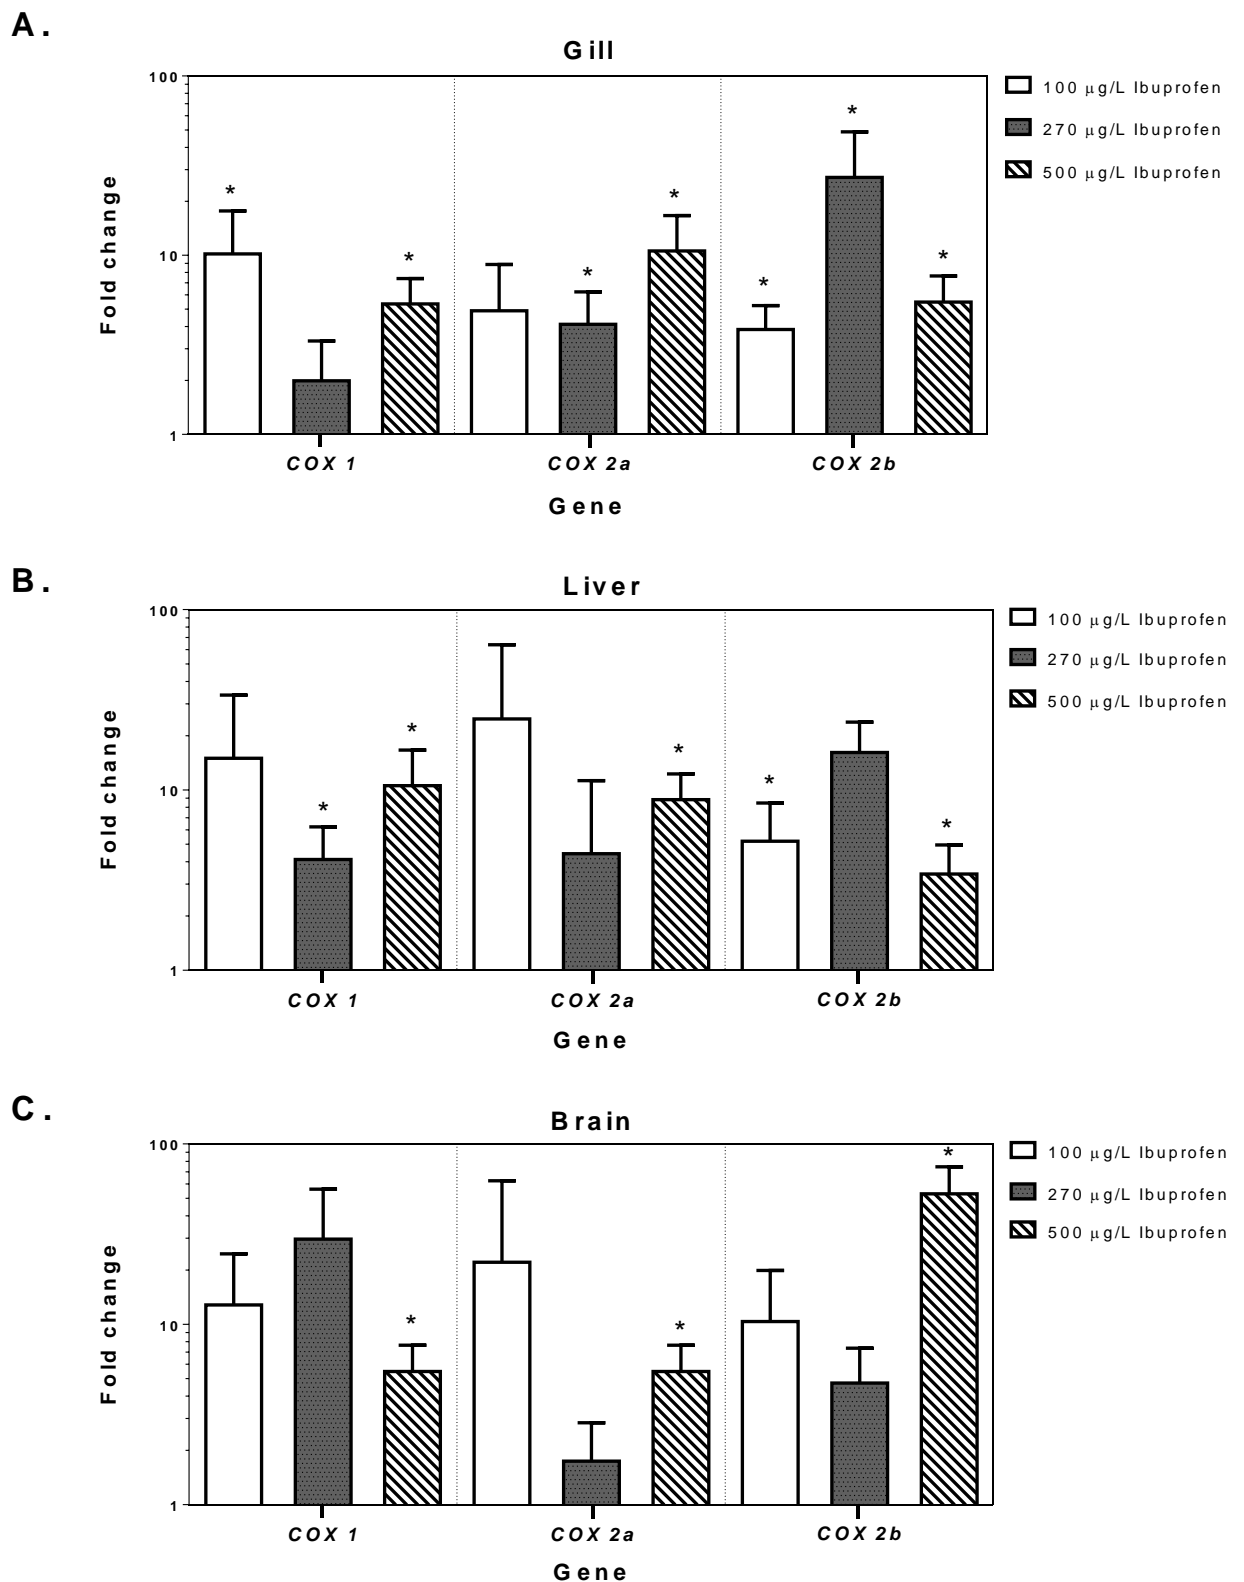 A.
Gill
100
10
1
Fold change
*
*
*
*
*
*
*
COX 1
COX 2a
COX 2b
Gene
100 μg/L Ibuprofen
270 μg/L Ibuprofen
500 μg/L Ibuprofen
B.
Liver
100
10
1
Fold change
*
*
*
*
*
COX 1
COX 2a
COX 2b
Gene
100 μg/L Ibuprofen
270 μg/L Ibuprofen
500 μg/L Ibuprofen
C.
Brain
100
10
1
Fold change
*
*
*
COX 1
COX 2a
COX 2b
Gene
100 μg/L Ibuprofen
270 μg/L Ibuprofen
500 μg/L Ibuprofen